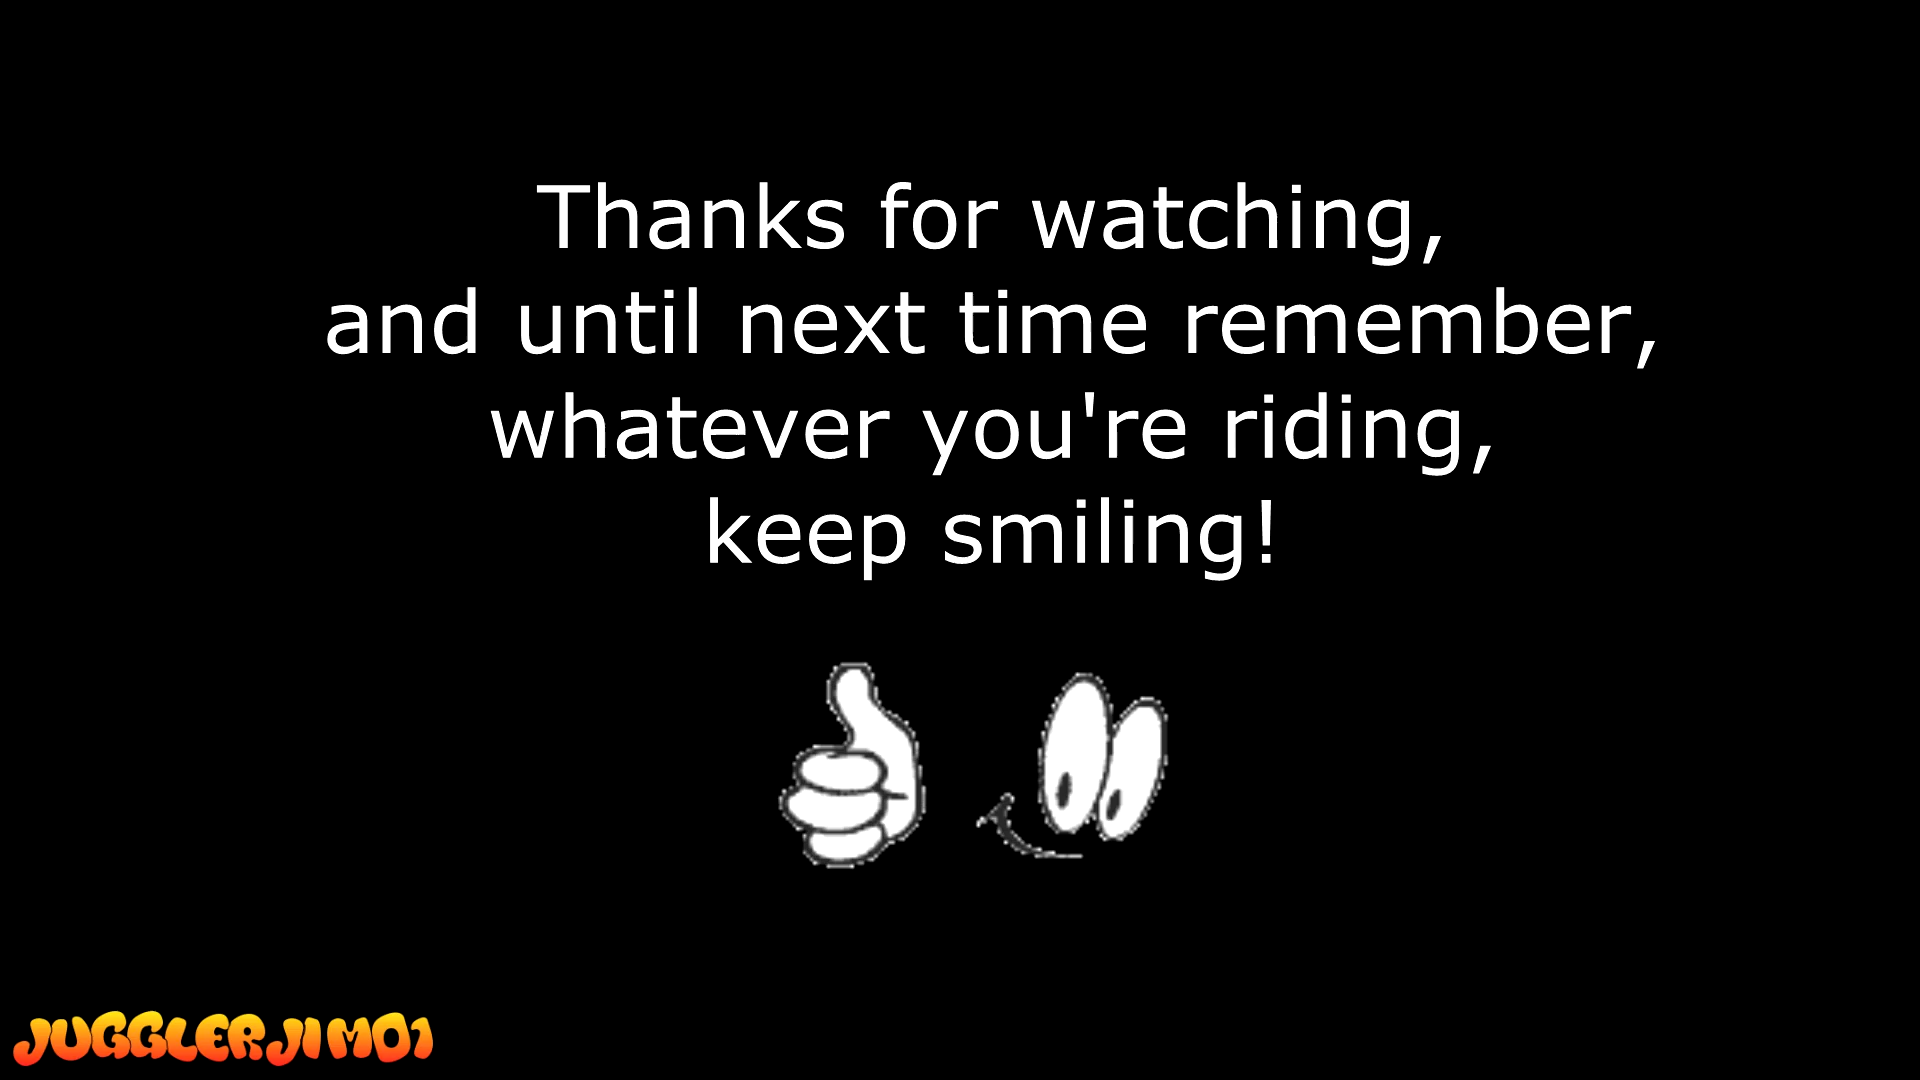 Thanks for watching,
and until next time remember,
whatever you're riding,
keep smiling!
JUGGLERJIM01